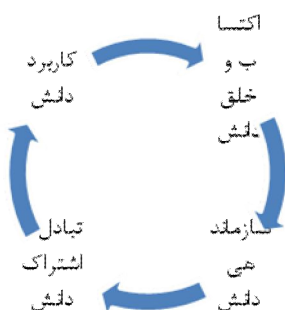 اکتسا
ب و
خلق
دانش
سازماند
هی
دانش
تبادل
اشتراک
دانش
کاربرد
دانش